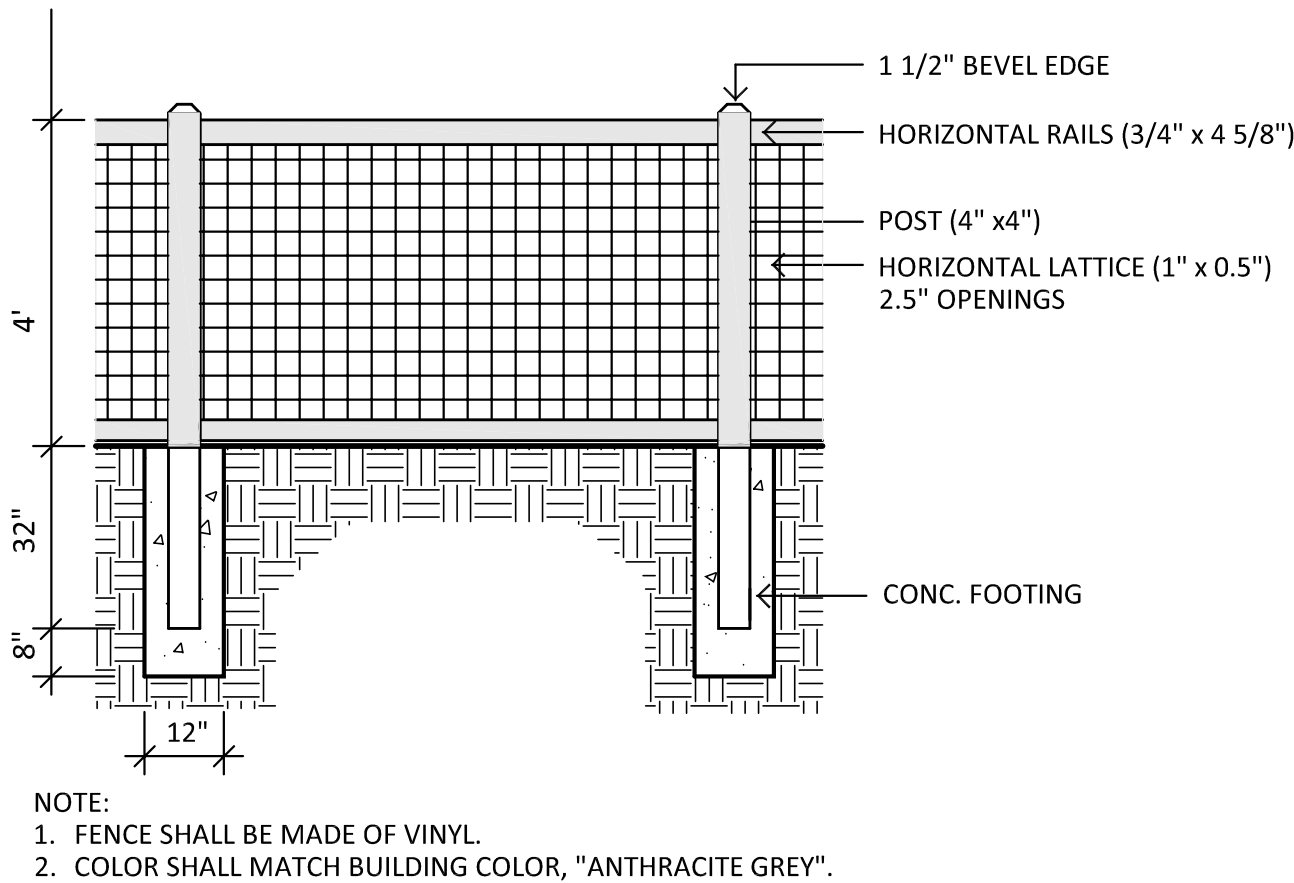 1 1/2" BEVEL EDGE
HORIZONTAL RAILS (3/4" x 4 5/8")
POST (4" x4")
HORIZONTAL LATTICE (1" x 0.5")
2.5" OPENINGS
4'
32"
CONC. FOOTING
8"
12"
NOTE:
1. FENCE SHALL BE MADE OF VINYL.
2. COLOR SHALL MATCH BUILDING COLOR, "ANTHRACITE GREY".